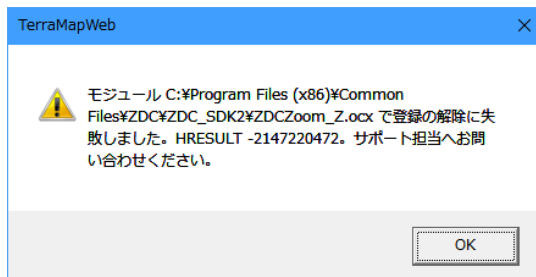 TerraMapWeb
モジュール C:¥Program Files (x86)¥Common
Files¥ZDC¥ZDC_SDK2¥ZDCZoom_Z.ocx で登録の解除に失
敗しました。HRESULT -2147220472。サポート担当へお問
い合わせください。
OK